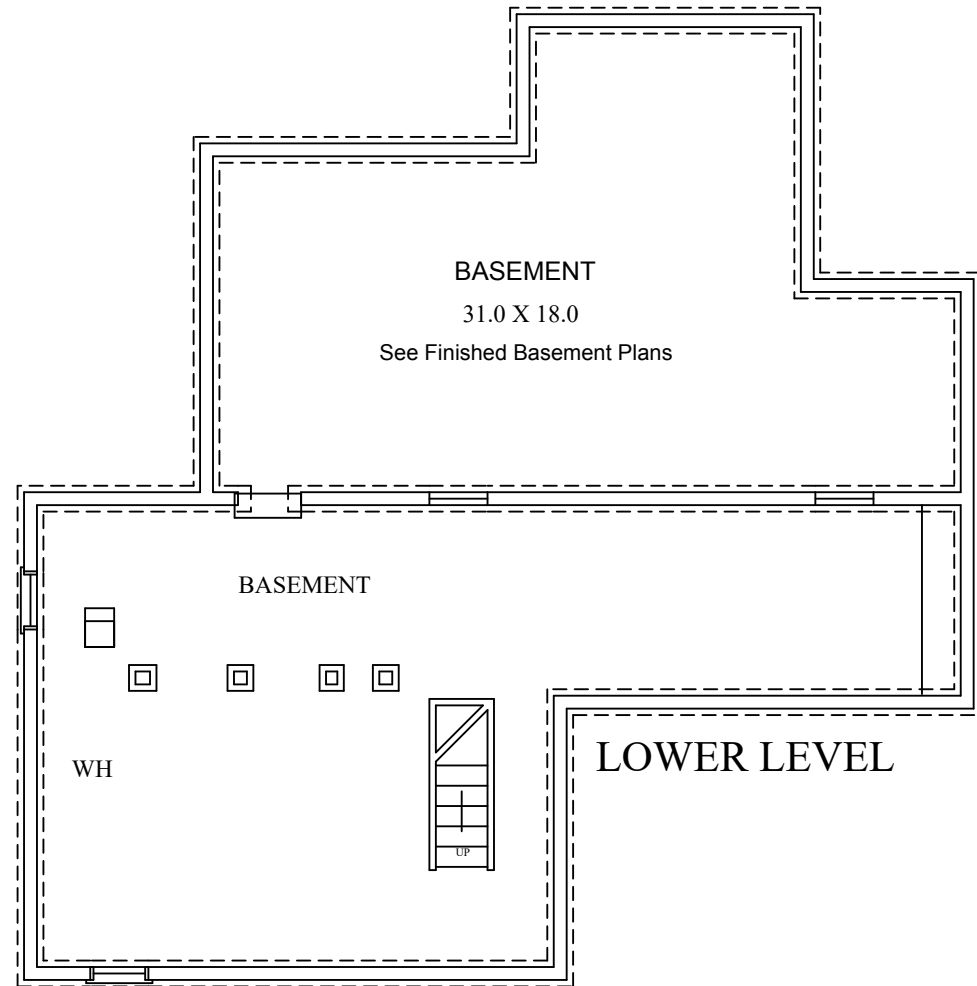 BASEMENT
31.0 X 18.0
See Finished Basement Plans
BASEMENT
WH
LOWER LEVEL
UP